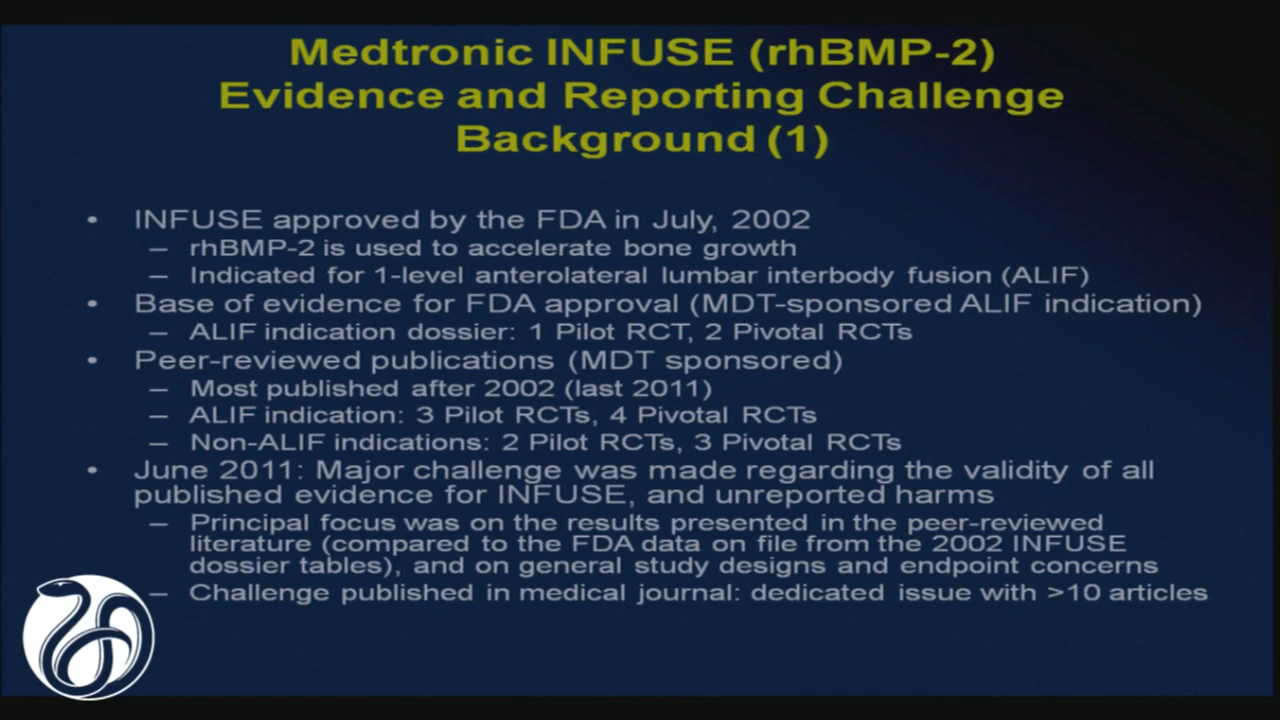 Medtronic INFUSE (rhBMP-2)
Evidence and Reporting Challenge
Background (1)
• INFUSE approved by the FDA in July, 2002
– rhBMP-2 is used to accelerate bone growth
– Indicated for 1-level anterolateral lumbar interbody fusion (ALIF)
• Base of evidence for FDA approval (MDT-sponsored ALIF indication)
– ALIF indication dossier: 1 Pilot RCT, 2 Pivotal RCTs
• Peer-reviewed publications (MDT sponsored)
– Most published after 2002 (last 2011)
– ALIF indication: 3 Pilot RCTs, 4 Pivotal RCTs
– Non-ALIF indications: 2 Pilot RCTs, 3 Pivotal RCTs
• June 2011: Major challenge was made regarding the validity of all
published evidence for INFUSE, and unreported harms
– Principal focus was on the results presented in the peer-reviewed
literature (compared to the FDA data on file from the 2002 INFUSE
dossier tables), and on general study designs and endpoint concerns
– Challenge published in medical journal: dedicated issue with >10 articles